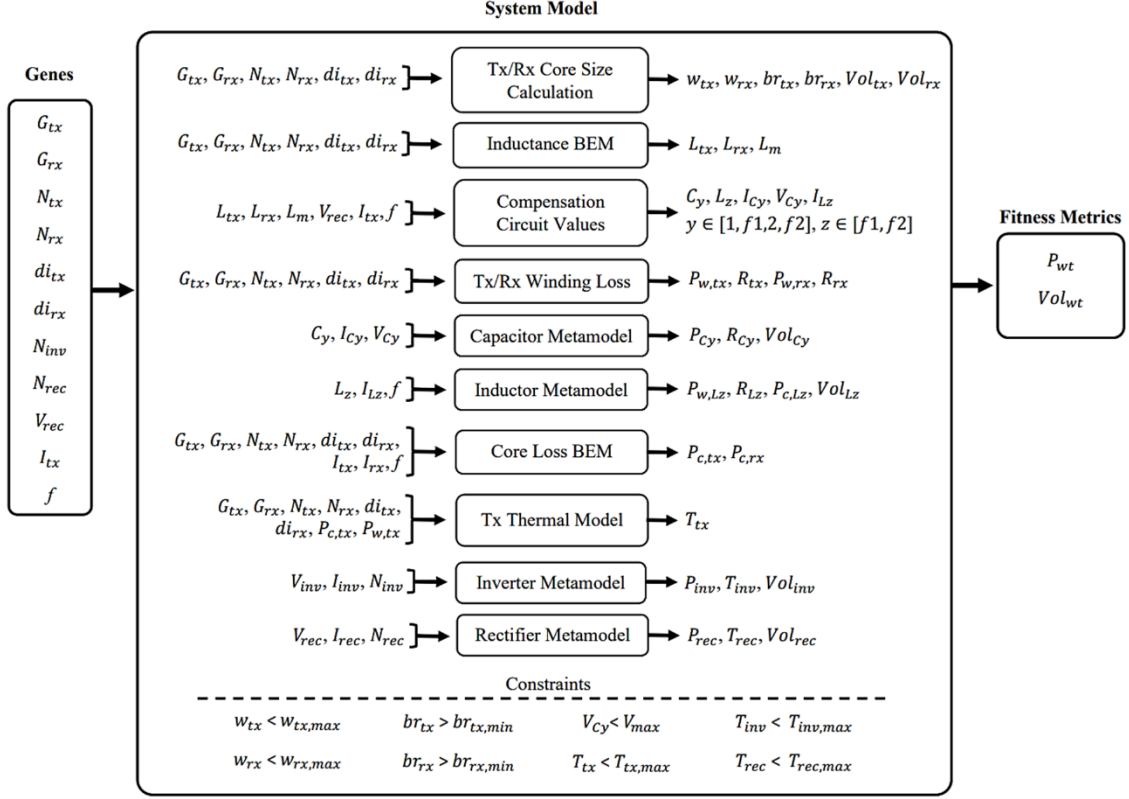 System Model
Genes
G_tx
G_rx
N_tx
N_rx
di_tx
di_rx
N_inv
N_rec
V_rec
I_tx
f
G_tx, G_rx, N_tx, N_rx, di_tx, di_rx
Tx/Rx Core Size
Calculation
w_tx, w_rx, br_tx, br_rx, Vol_tx, Vol_rx
G_tx, G_rx, N_tx, N_rx, di_tx, di_rx
Inductance BEM
L_tx, L_rx, L_m
L_tx, L_rx, L_m, V_rec, I_tx, f
Compensation
Circuit Values
C_y, L_z, I_Cy, V_Cy, I_Lz
y ∈ [1, f1,2, f2], z ∈ [f1, f2]
G_tx, G_rx, N_tx, N_rx, di_tx, di_rx
Tx/Rx Winding Loss
P_w,tx, R_tx, P_w,rx, R_rx
C_y, I_Cy, V_Cy
Capacitor Metamodel
P_Cy, R_Cy, Vol_Cy
L_z, I_Lz, f
Inductor Metamodel
P_w,Lz, R_Lz, P_c,Lz, Vol_Lz
G_tx, G_rx, N_tx, N_rx, di_tx, di_rx,
I_tx, I_rx, f
Core Loss BEM
P_c,tx, P_c,rx
G_tx, G_rx, N_tx, N_rx, di_tx,
di_rx, P_c,tx, P_w,tx
Tx Thermal Model
T_tx
V_inv, I_inv, N_inv
Inverter Metamodel
P_inv, T_inv, Vol_inv
V_rec, I_rec, N_rec
Rectifier Metamodel
P_rec, T_rec, Vol_rec
Constraints
w_tx < w_tx,max br_tx > br_tx,min V_Cy < V_max T_inv < T_inv,max
w_rx < w_rx,max br_rx > br_rx,min T_tx < T_tx,max T_rec < T_rec,max
Fitness Metrics
P_wt
Vol_wt